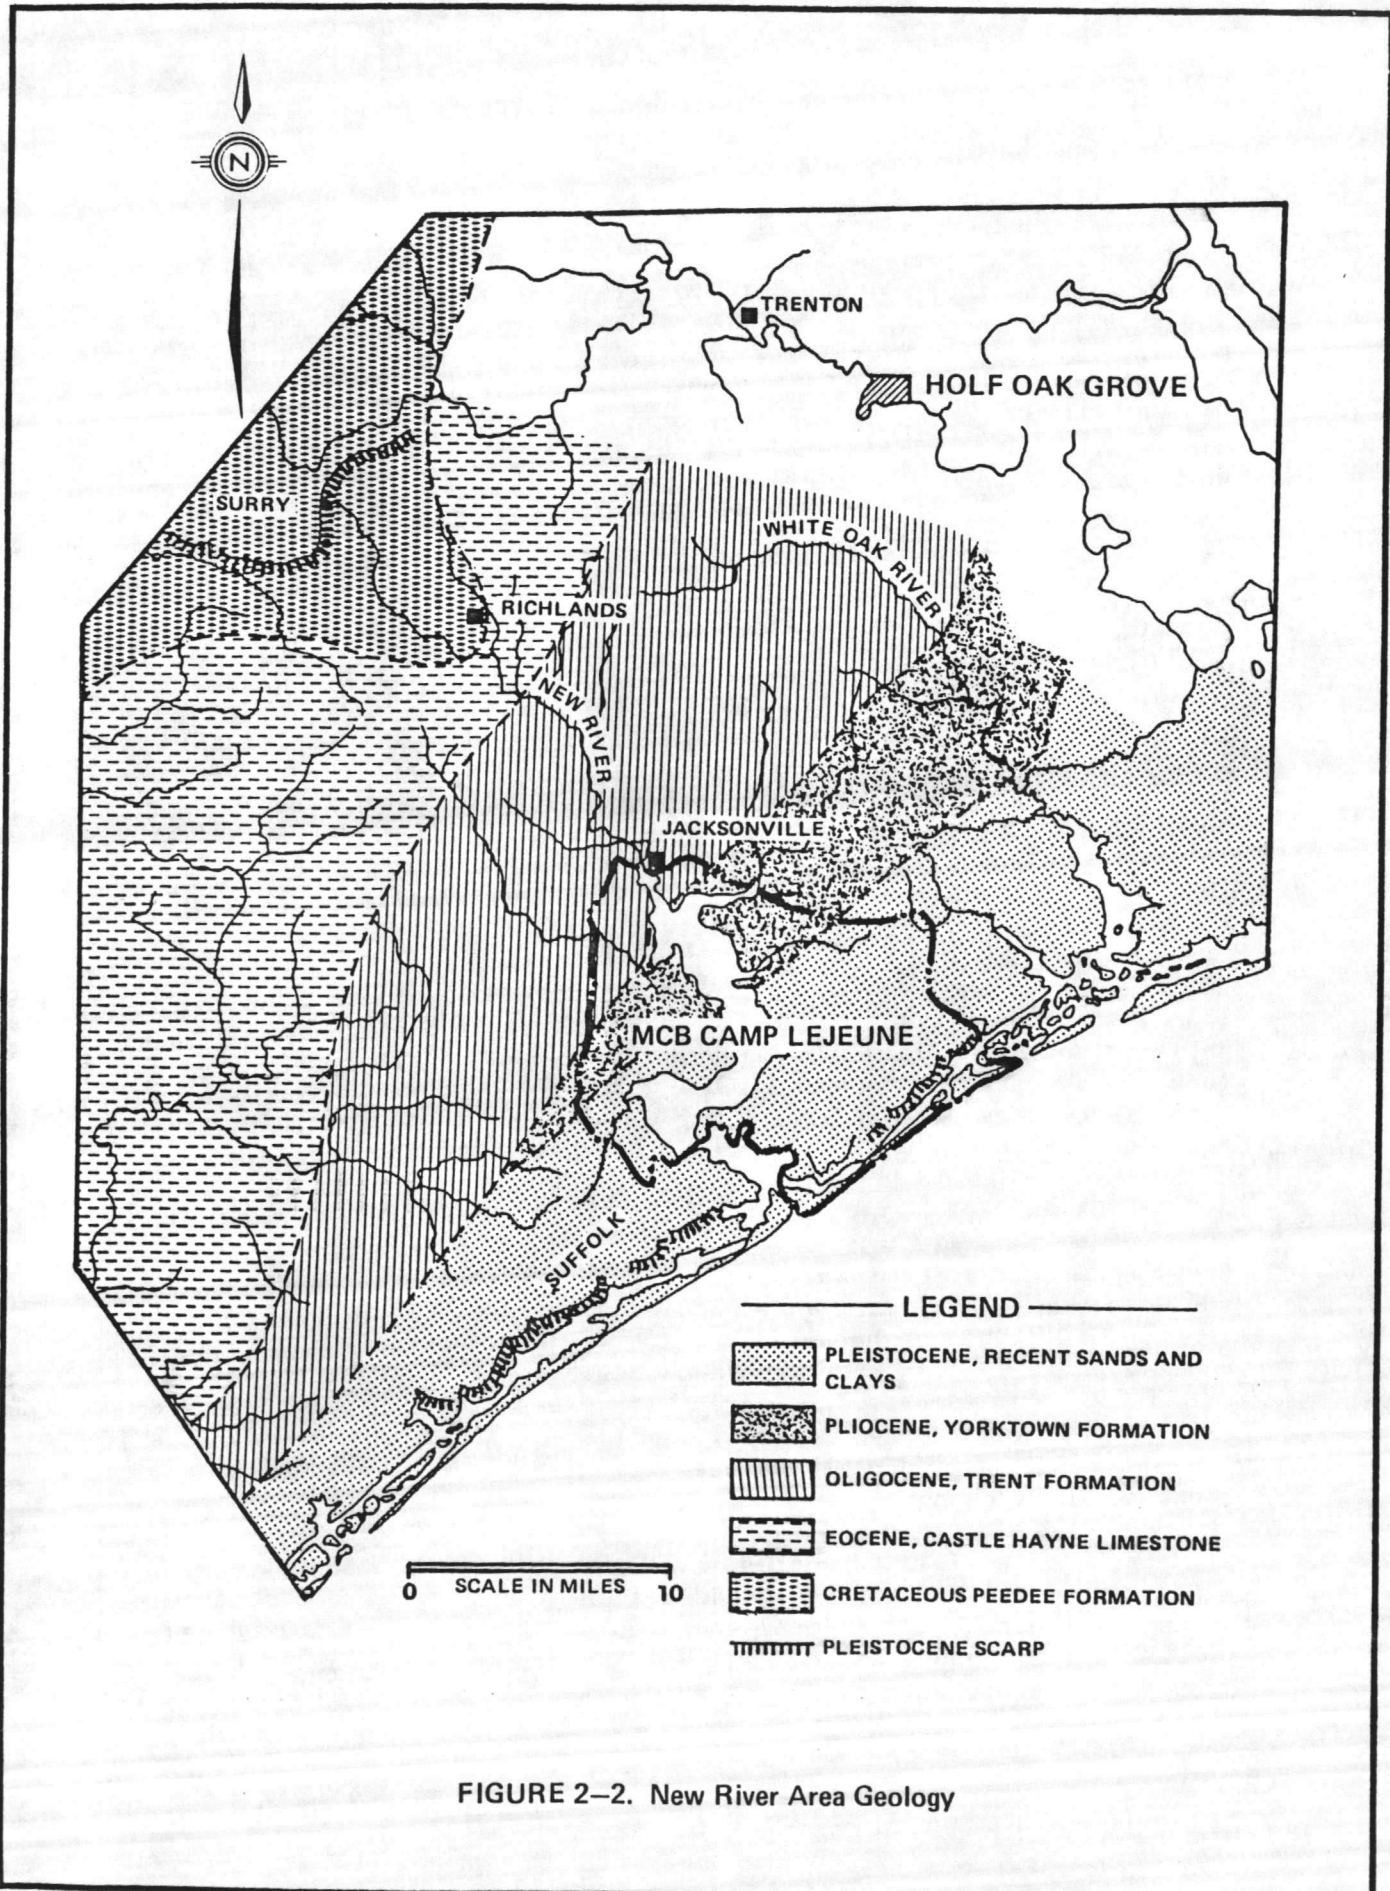 N
TRENTON
HOLF OAK GROVE
SURRY
WHITE OAK RIVER
RICHLANDS
NEW RIVER
JACKSONVILLE
MCB CAMP LEJEUNE
SUFFOLK
LEGEND
PLEISTOCENE, RECENT SANDS AND
CLAYS
PLIOCENE, YORKTOWN FORMATION
OLIGOCENE, TRENT FORMATION
EOCENE, CASTLE HAYNE LIMESTONE
CRETACEOUS PEEDEE FORMATION
PLEISTOCENE SCARP
SCALE IN MILES
0 10
FIGURE 2–2. New River Area Geology